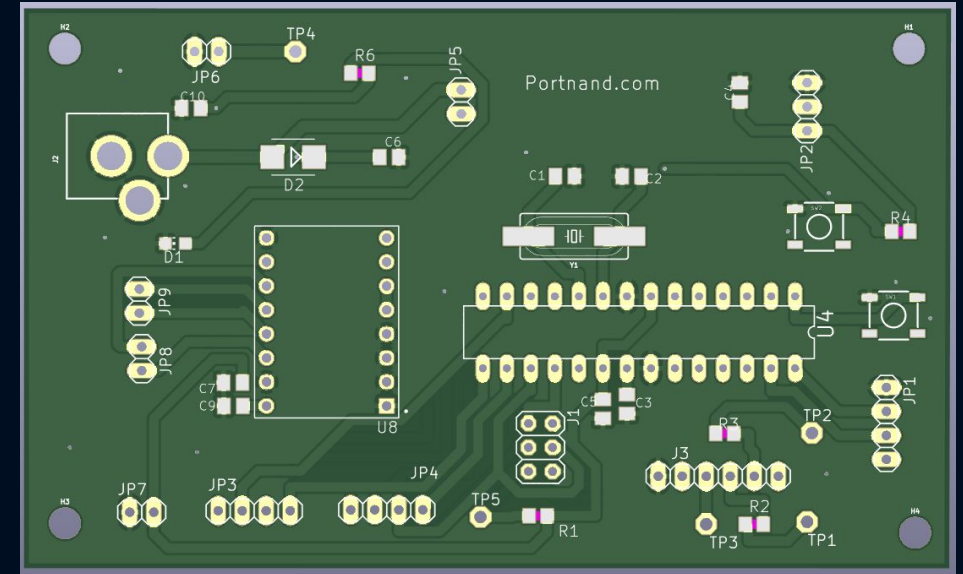 H2
H1
TP4
JP6
R6
JP5
Portnand.com
C4
C10
JP2
J2
C6
D2
C1
C2
SW2
R4
D1
Y1
JP9
SW1
U4
JP8
C7
C9
U8
C5
C3
J1
JP1
R3
TP2
J3
JP4
JP3
JP7
TP5
R1
R2
TP3
TP1
H3
H4